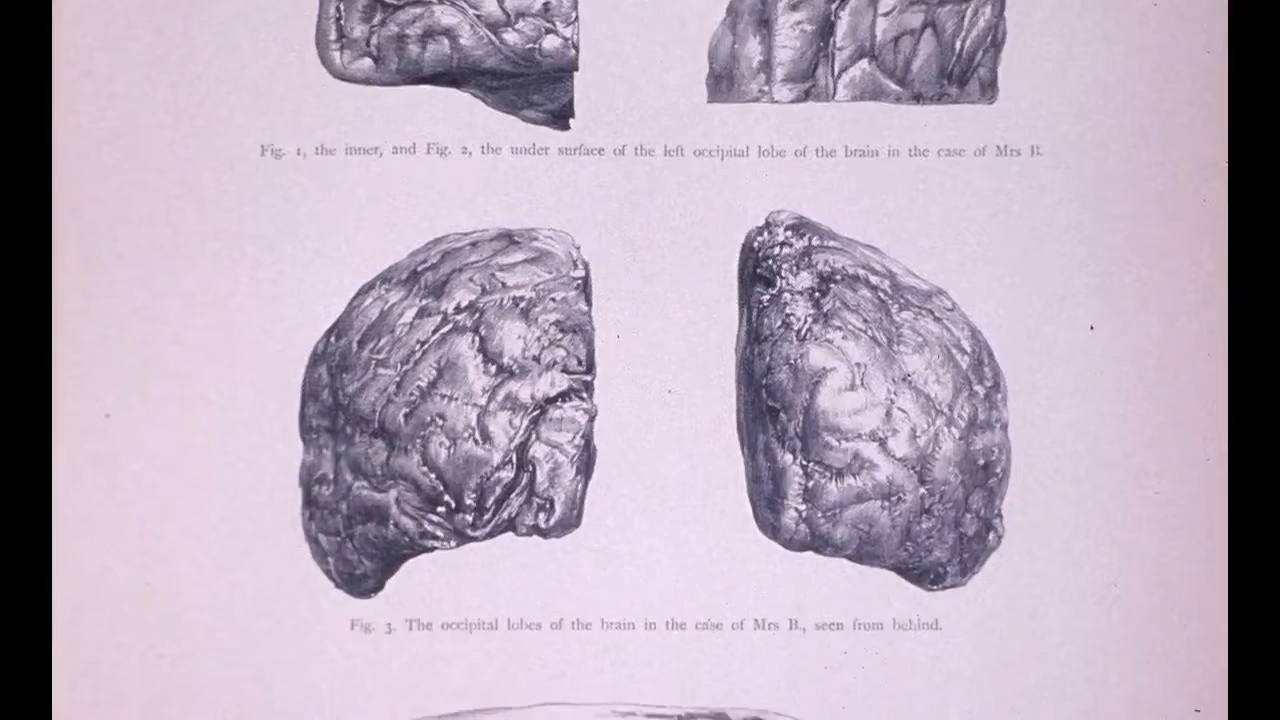 Fig. 1, the inner, and Fig. 2, the under surface of the left occipital lobe of the brain in the case of Mrs B.
Fig. 3. The occipital lobes of the brain in the case of Mrs B., seen from behind.